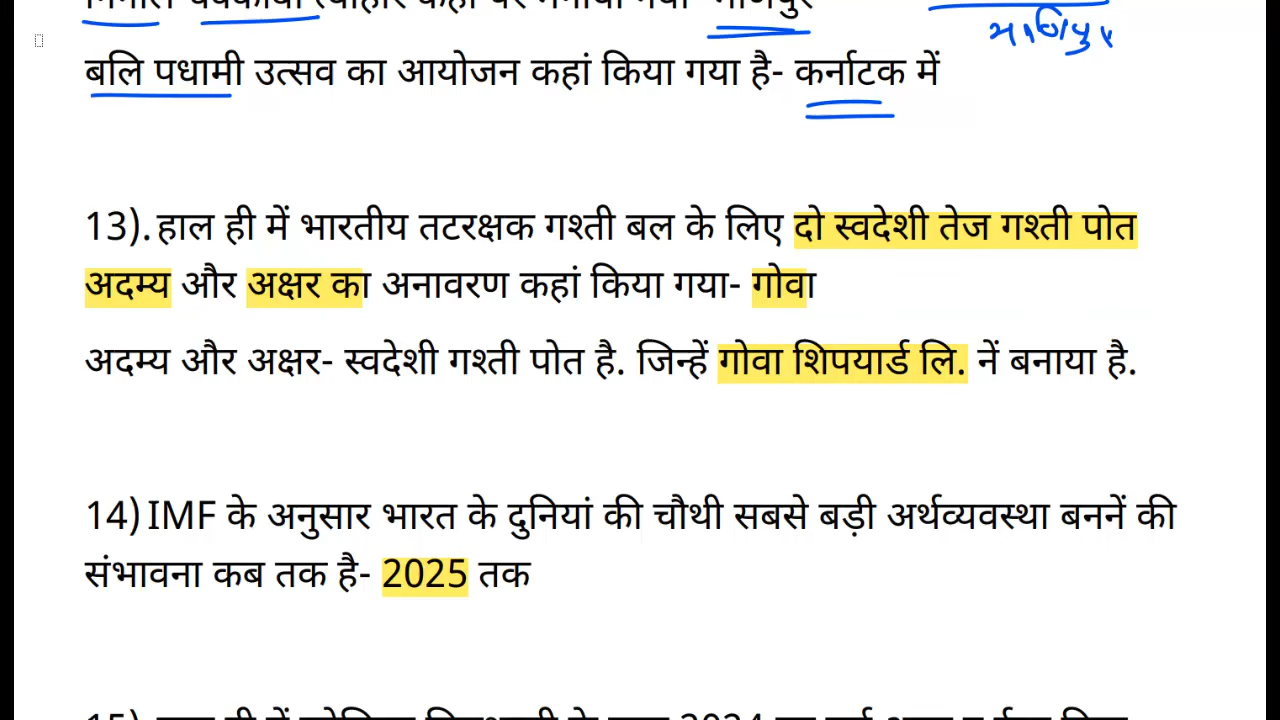 मणिपुर
बलि पधामी उत्सव का आयोजन कहां किया गया है- कर्नाटक में
13). हाल ही में भारतीय तटरक्षक गश्ती बल के लिए दो स्वदेशी तेज गश्ती पोत
अदम्य और अक्षर का अनावरण कहां किया गया- गोवा
अदम्य और अक्षर- स्वदेशी गश्ती पोत है. जिन्हें गोवा शिपयार्ड लि. नें बनाया है.
14) IMF के अनुसार भारत के दुनियां की चौथी सबसे बड़ी अर्थव्यवस्था बननें की
संभावना कब तक है- 2025 तक